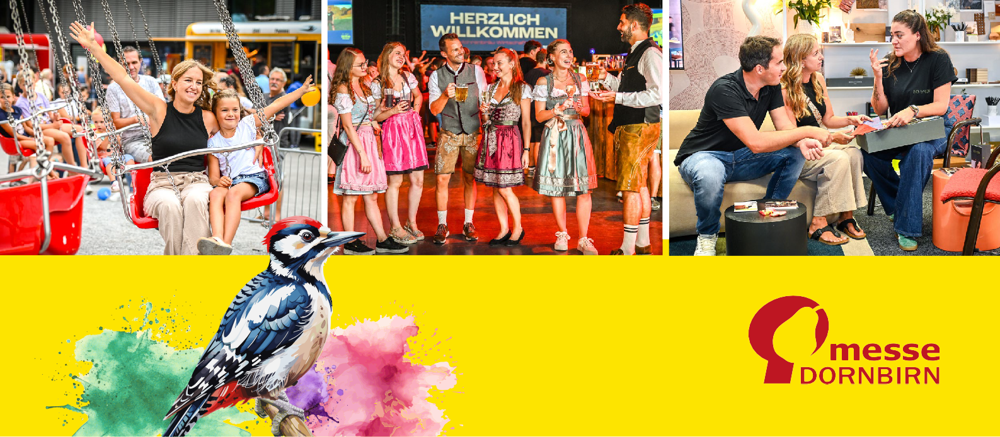 HERZLICH
WILLKOMMEN
messe
DORNBIRN